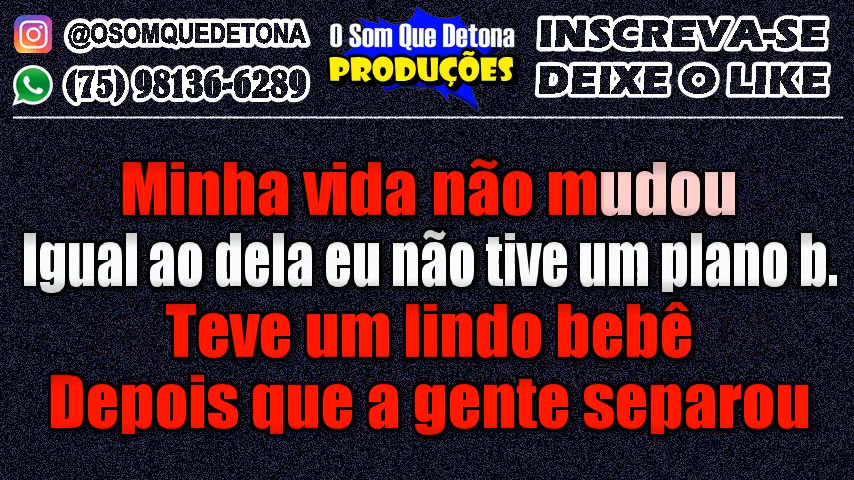 @OSOMQUEDETONA
(75) 98136-6289
O Som Que Detona
PRODUÇÕES
INSCREVA-SE
DEIXE O LIKE
Minha vida não mudou
Igual ao dela eu não tive um plano b.
Teve um lindo bebê
Depois que a gente separou